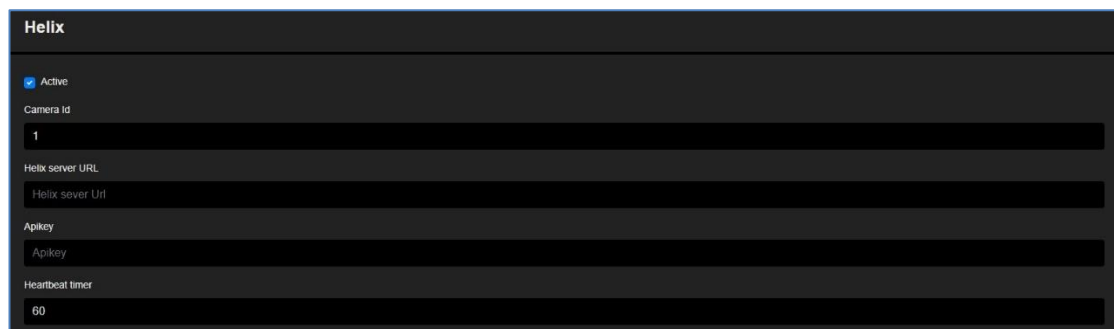 Helix
Active
Camera Id
1
Helix server URL
Helix sever Url
Apikey
Apikey
Heartbeat timer
60